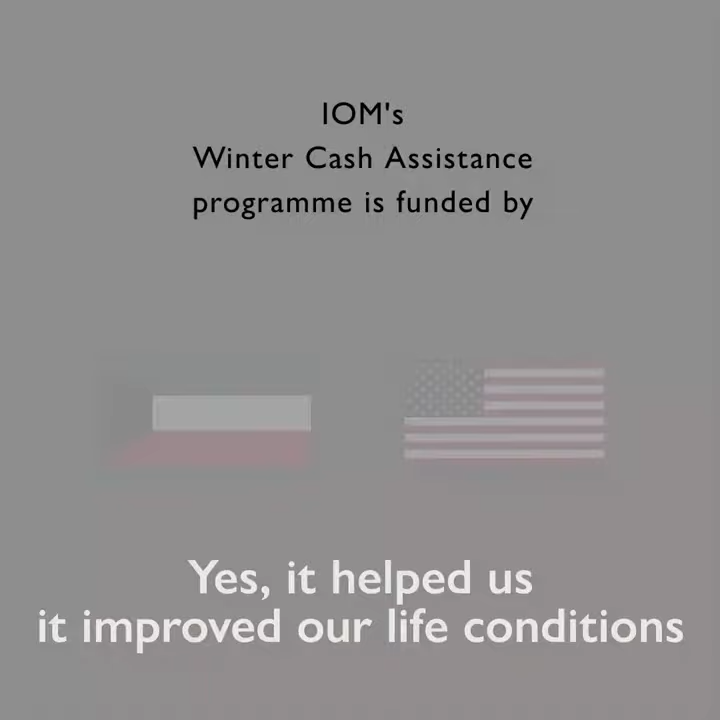 IOM's
Winter Cash Assistance
programme is funded by
Yes, it helped us
it improved our life conditions